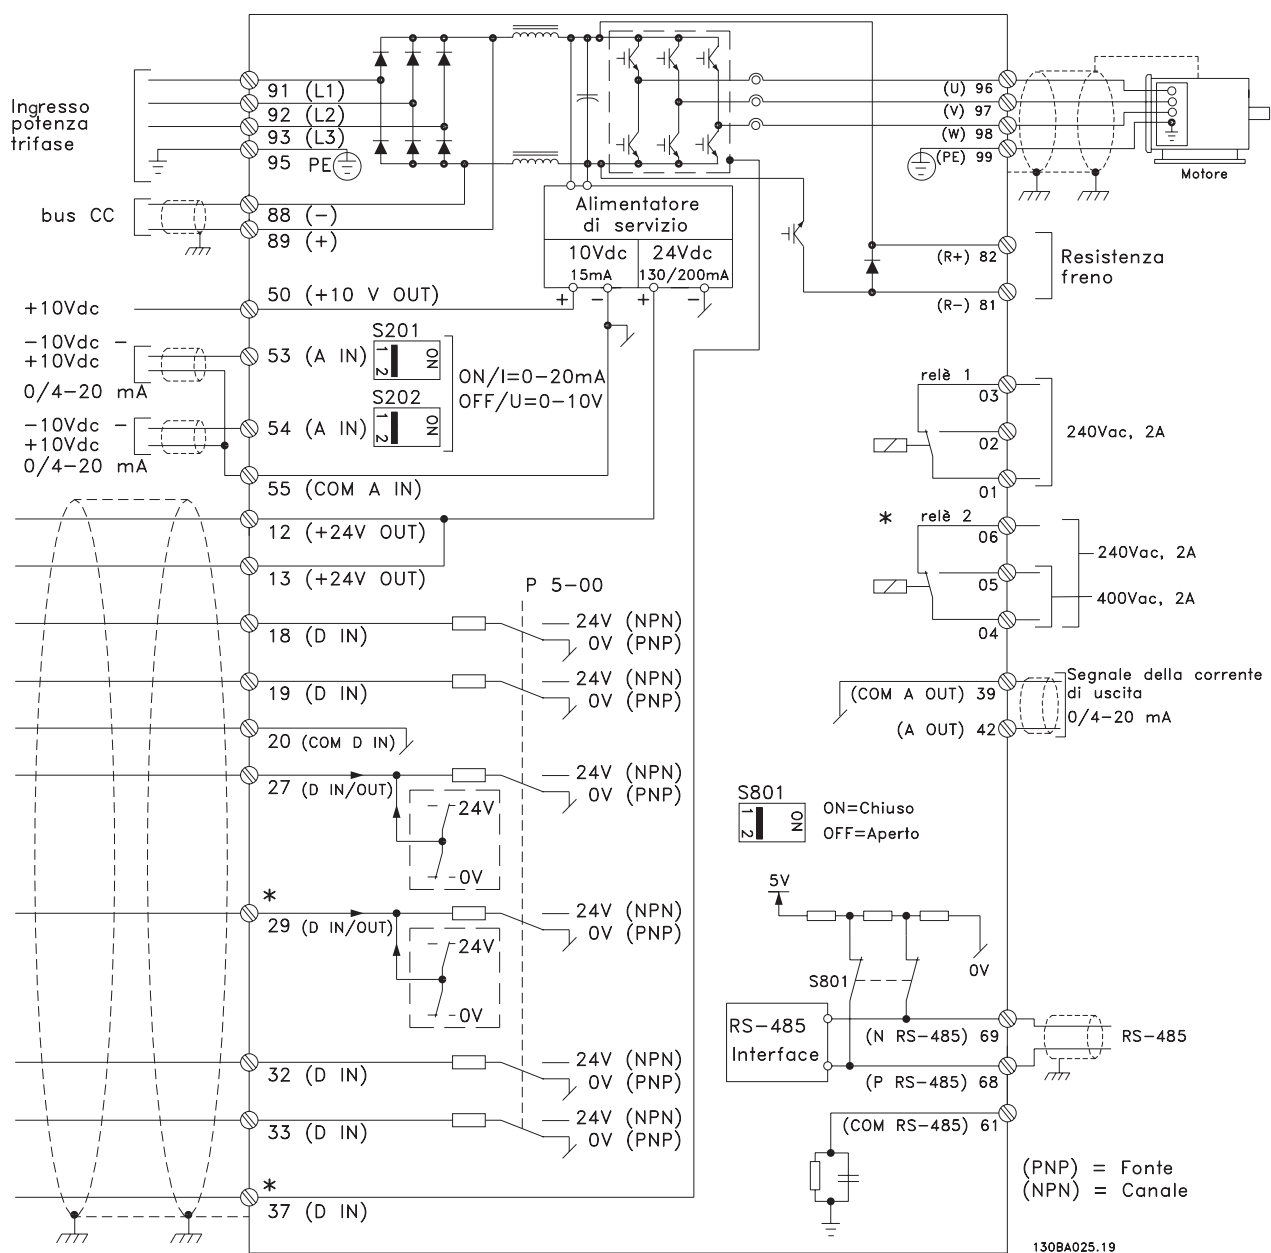 Ingresso
potenza
trifase
91 (L1)
92 (L2)
93 (L3)
95 PE
bus CC
88 (−)
89 (+)
Alimentatore
di servizio
10Vdc
15mA
24Vdc
130/200mA
+ − + −
(U) 96
(V) 97
(W) 98
(PE) 99
Motore
(R+) 82
(R−) 81
Resistenza
freno
+10Vdc
50 (+10 V OUT)
−10Vdc −
+10Vdc
0/4−20 mA
53 (A IN)
S201
1 2 ON
ON/I=0−20mA
OFF/U=0−10V
S202
1 2 ON
−10Vdc −
+10Vdc
0/4−20 mA
54 (A IN)
55 (COM A IN)
12 (+24V OUT)
13 (+24V OUT)
relè 1
03
02
01
240Vac, 2A
* relè 2
06
05
04
240Vac, 2A
400Vac, 2A
P 5−00
18 (D IN)
24V (NPN)
0V (PNP)
19 (D IN)
24V (NPN)
0V (PNP)
20 (COM D IN)
27 (D IN/OUT)
24V (NPN)
0V (PNP)
24V
0V
*
29 (D IN/OUT)
24V (NPN)
0V (PNP)
24V
0V
32 (D IN)
24V (NPN)
0V (PNP)
33 (D IN)
24V (NPN)
0V (PNP)
*
37 (D IN)
(COM A OUT) 39
(A OUT) 42
Segnale della corrente
di uscita
0/4−20 mA
S801
1 2 ON
ON=Chiuso
OFF=Aperto
5V
0V
S801
RS−485
Interface
(N RS−485) 69
(P RS−485) 68
RS−485
(COM RS−485) 61
(PNP) = Fonte
(NPN) = Canale
130BA025.19